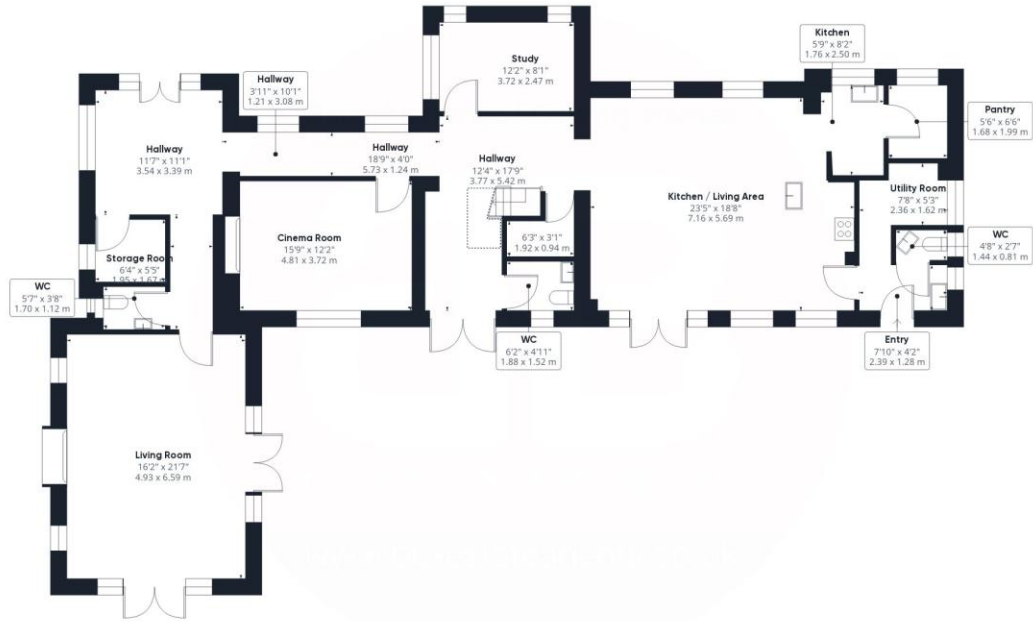 Kitchen
5'9" x 8'2"
1.76 x 2.50 m
Study
12'2" x 8'1"
3.72 x 2.47 m
Hallway
3'11" x 10'1"
1.21 x 3.08 m
Pantry
5'6" x 6'6"
1.68 x 1.99 m
Hallway
11'7" x 11'1"
3.54 x 3.39 m
Hallway
18'9" x 4'0"
5.73 x 1.24 m
Hallway
12'4" x 17'9"
3.77 x 5.42 m
Kitchen / Living Area
23'5" x 18'8"
7.16 x 5.69 m
Utility Room
7'8" x 5'3"
2.36 x 1.62 m
Cinema Room
15'9" x 12'2"
4.81 x 3.72 m
6'3" x 3'1"
1.92 x 0.94 m
WC
4'8" x 2'7"
1.44 x 0.81 m
Storage Room
6'4" x 5'5"
1.95 x 1.67 m
WC
5'7" x 3'8"
1.70 x 1.12 m
WC
6'2" x 4'11"
1.88 x 1.52 m
Entry
7'10" x 4'2"
2.39 x 1.28 m
Living Room
16'2" x 21'7"
4.93 x 6.59 m